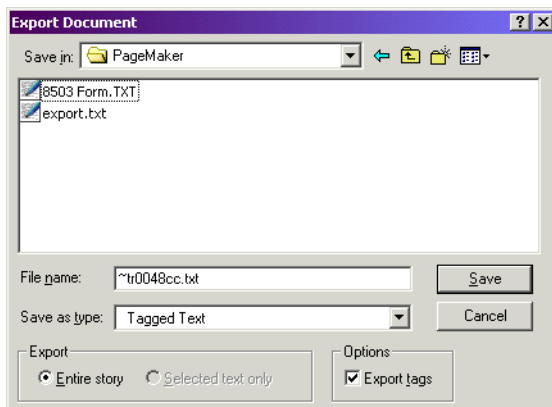 Export Document
Save in: PageMaker
8503 Form.TXT
export.txt
File name: ~tr0048cc.txt Save
Save as type: Tagged Text Cancel
Export Options
Entire story Selected text only Export tags